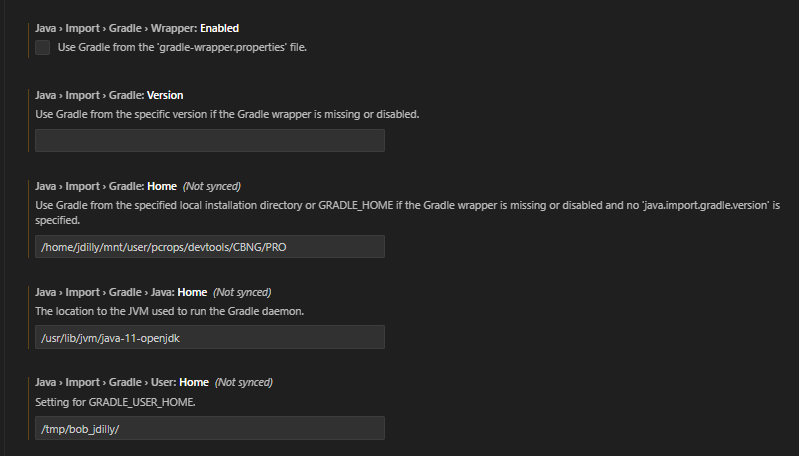 Java › Import › Gradle › Wrapper: Enabled
Use Gradle from the 'gradle-wrapper.properties' file.
Java › Import › Gradle: Version
Use Gradle from the specific version if the Gradle wrapper is missing or disabled.
Java › Import › Gradle: Home (Not synced)
Use Gradle from the specified local installation directory or GRADLE_HOME if the Gradle wrapper is missing or disabled and no 'java.import.gradle.version' is
specified.
/home/jdilly/mnt/user/pcrops/devtools/CBNG/PRO
Java › Import › Gradle › Java: Home (Not synced)
The location to the JVM used to run the Gradle daemon.
/usr/lib/jvm/java-11-openjdk
Java › Import › Gradle › User: Home (Not synced)
Setting for GRADLE_USER_HOME.
/tmp/bob_jdilly/